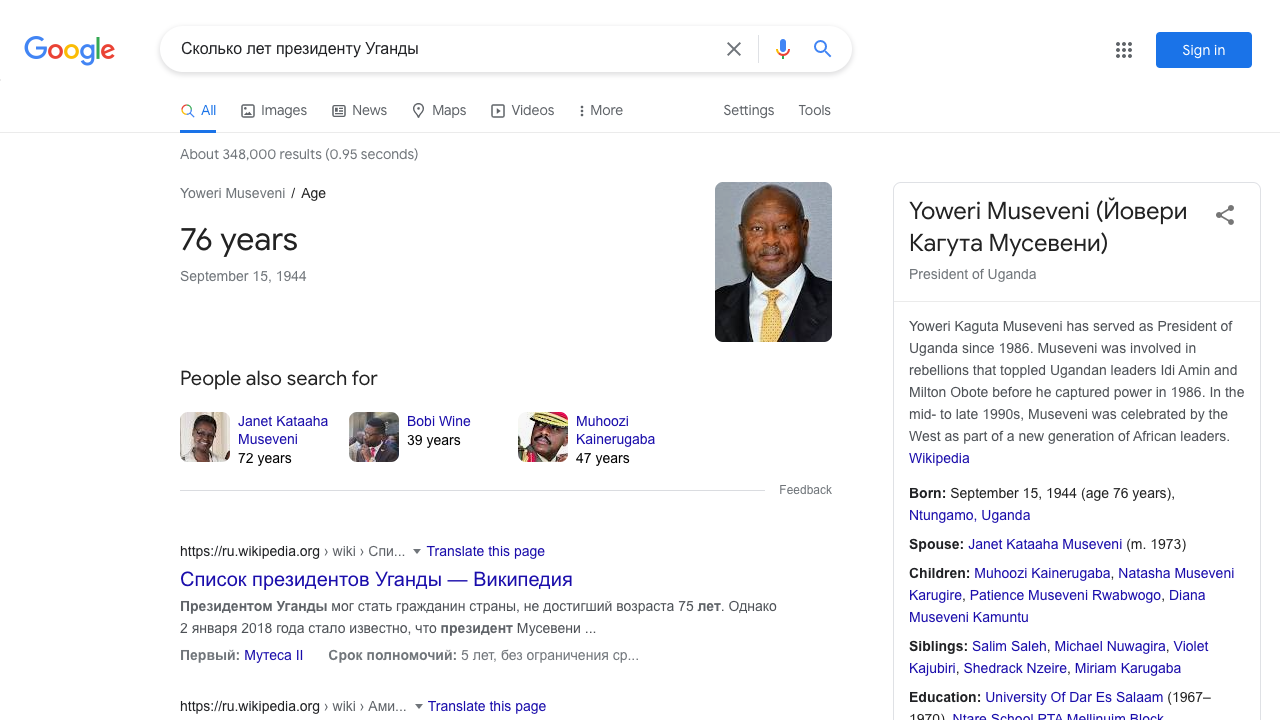 Google
Сколько лет президенту Уганды
Sign in
All
Images
News
Maps
Videos
More
Settings
Tools
About 348,000 results (0.95 seconds)
Yoweri Museveni / Age
76 years
September 15, 1944
People also search for
Janet Kataaha
Museveni
72 years
Bobi Wine
39 years
Muhoozi
Kainerugaba
47 years
Feedback
https://ru.wikipedia.org › wiki › Спи... Translate this page
Список президентов Уганды — Википедия
Президентом Уганды мог стать гражданин страны, не достигший возраста 75 лет. Однако
2 января 2018 года стало известно, что президент Мусевени ...
Первый: Мутеса II Срок полномочий: 5 лет, без ограничения ср...
https://ru.wikipedia.org › wiki › Ами... Translate this page
Yoweri Museveni (Йовери
Кагута Мусевени)
President of Uganda
Yoweri Kaguta Museveni has served as President of
Uganda since 1986. Museveni was involved in
rebellions that toppled Ugandan leaders Idi Amin and
Milton Obote before he captured power in 1986. In the
mid- to late 1990s, Museveni was celebrated by the
West as part of a new generation of African leaders.
Wikipedia
Born: September 15, 1944 (age 76 years),
Ntungamo, Uganda
Spouse: Janet Kataaha Museveni (m. 1973)
Children: Muhoozi Kainerugaba, Natasha Museveni
Karugire, Patience Museveni Rwabwogo, Diana
Museveni Kamuntu
Siblings: Salim Saleh, Michael Nuwagira, Violet
Kajubiri, Shedrack Nzeire, Miriam Karugaba
Education: University Of Dar Es Salaam (1967–
1970), Ntare School PTA Mellinuim Block